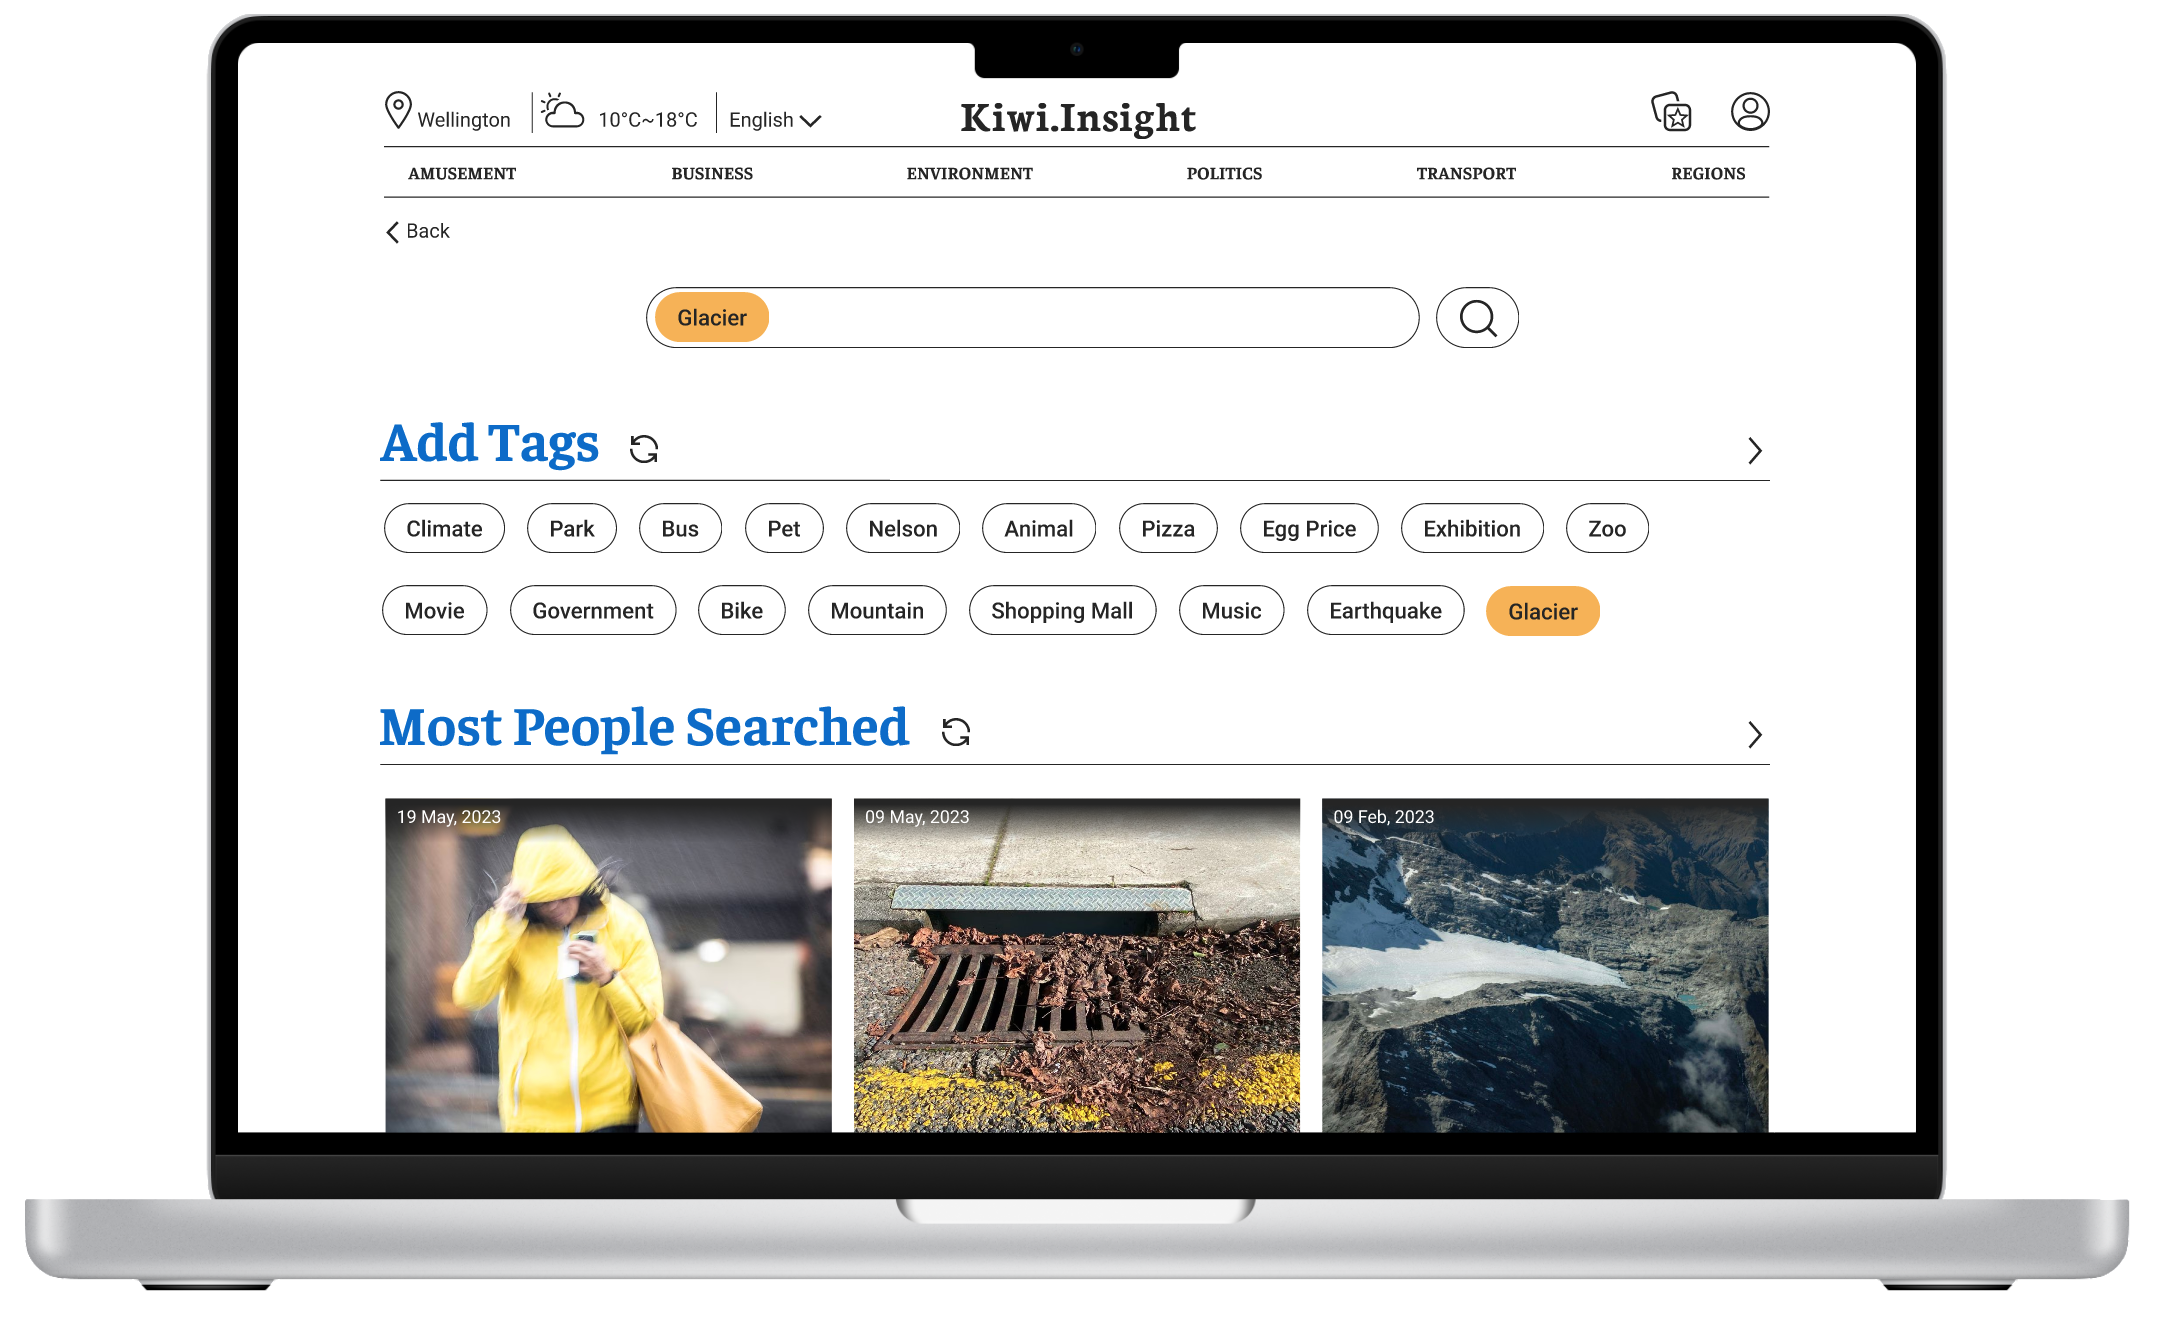 Wellington 10°C~18°C English Kiwi.Insight
AMUSEMENT BUSINESS ENVIRONMENT POLITICS TRANSPORT REGIONS
Back
Glacier
Add Tags
Climate Park Bus Pet Nelson Animal Pizza Egg Price Exhibition Zoo
Movie Government Bike Mountain Shopping Mall Music Earthquake Glacier
Most People Searched
19 May, 2023 09 May, 2023 09 Feb, 2023